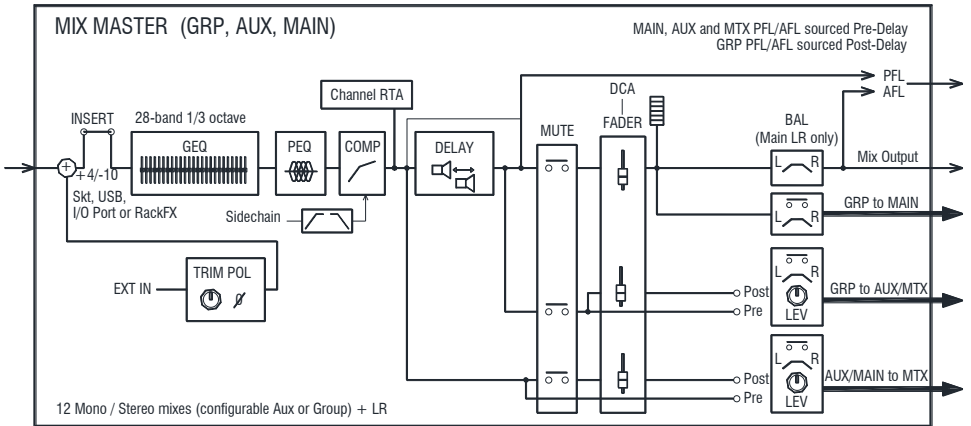 MIX MASTER (GRP, AUX, MAIN)
MAIN, AUX and MTX PFL/AFL sourced Pre-Delay
GRP PFL/AFL sourced Post-Delay
PFL
AFL
Channel RTA
DCA
FADER
INSERT
28-band 1/3 octave
GEQ
PEQ
COMP
DELAY
MUTE
BAL
(Main LR only)
L R
Mix Output
+4/-10
Skt, USB,
I/O Port or RackFX
Sidechain
L R
GRP to MAIN
EXT IN
TRIM POL
Post
Pre
L R
LEV
GRP to AUX/MTX
Post
Pre
L R
LEV
AUX/MAIN to MTX
12 Mono / Stereo mixes (configurable Aux or Group) + LR